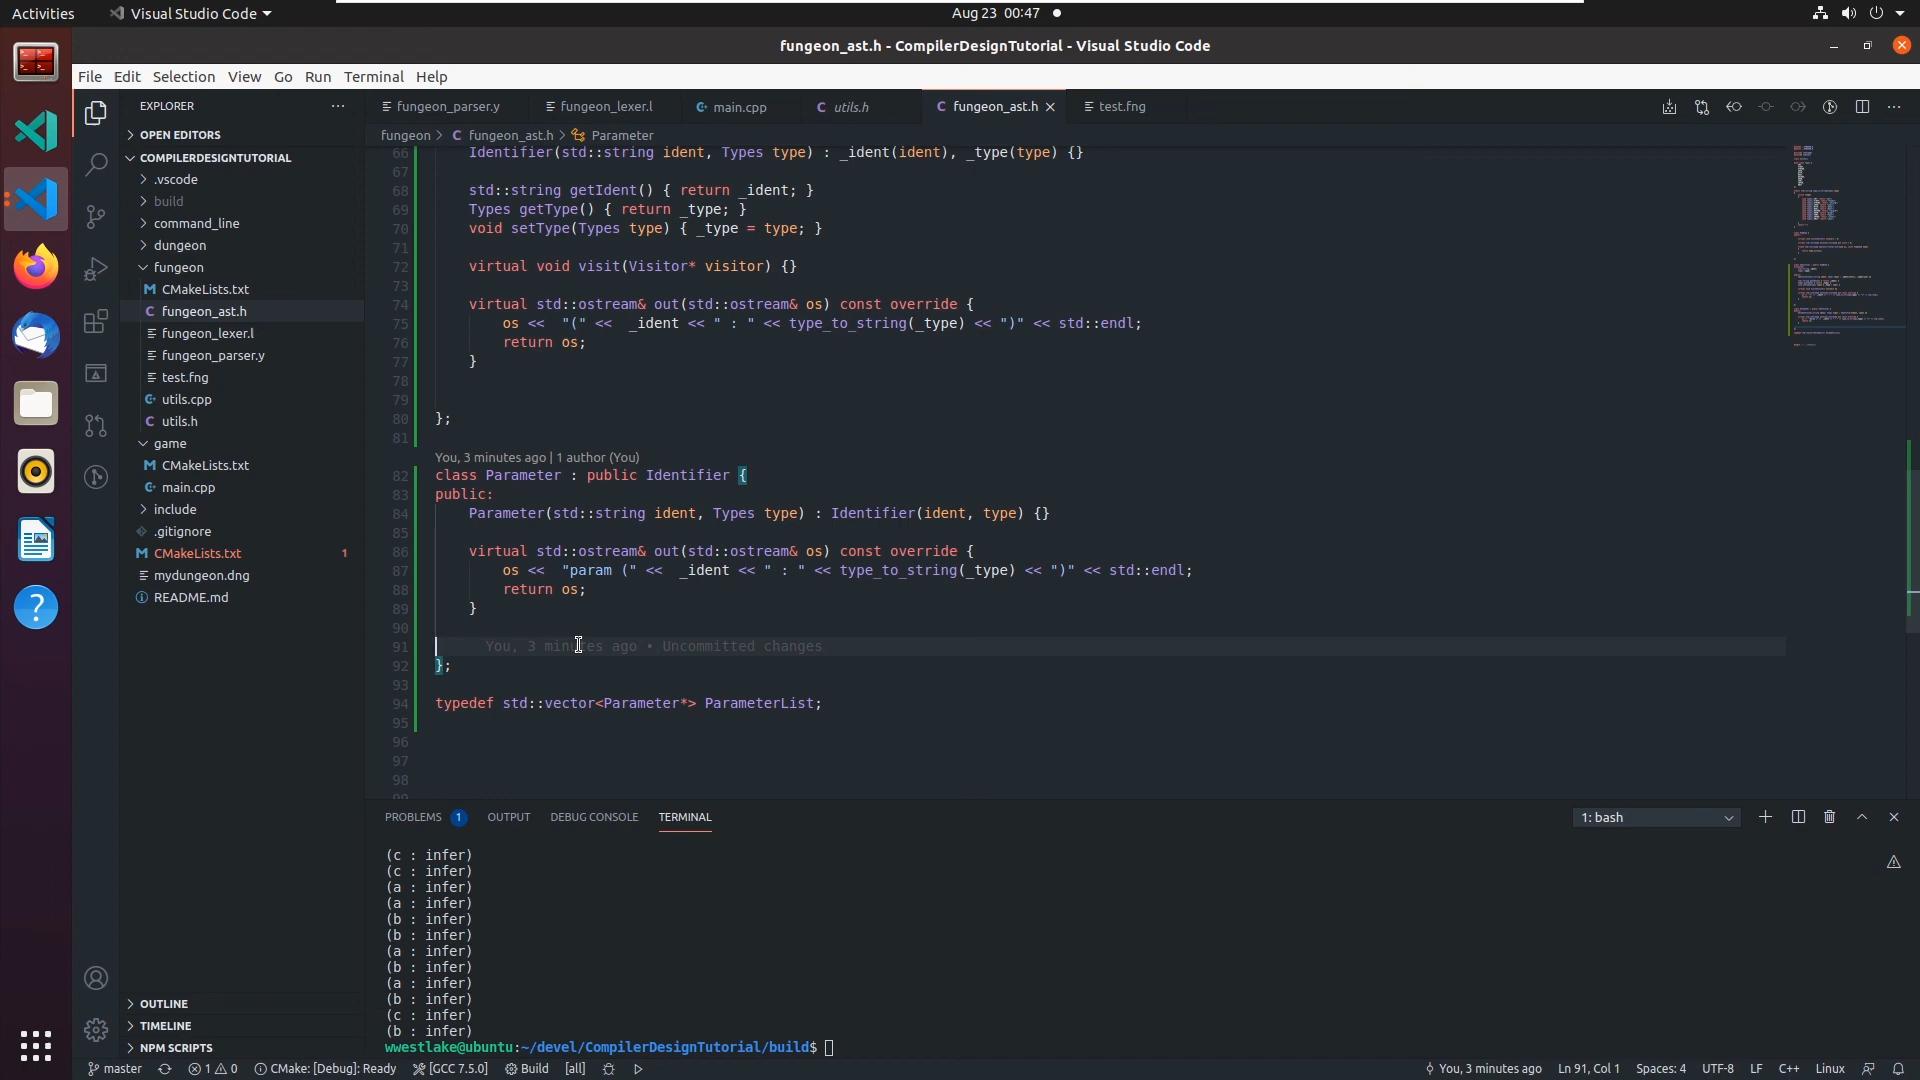 Activities
Visual Studio Code
Aug 23 00:47
fungeon_ast.h - CompilerDesignTutorial - Visual Studio Code
File Edit Selection View Go Run Terminal Help
EXPLORER
OPEN EDITORS
COMPILERDESIGNTUTORIAL
.vscode
build
command_line
dungeon
fungeon
CMakeLists.txt
fungeon_ast.h
fungeon_lexer.l
fungeon_parser.y
test.fng
utils.cpp
utils.h
game
CMakeLists.txt
main.cpp
include
.gitignore
CMakeLists.txt 1
mydungeon.dng
README.md
OUTLINE
TIMELINE
NPM SCRIPTS
fungeon_parser.y fungeon_lexer.l main.cpp utils.h fungeon_ast.h test.fng
fungeon > C fungeon_ast.h > Parameter
66 Identifier(std::string ident, Types type) : _ident(ident), _type(type) {}
67
68 std::string getIdent() { return _ident; }
69 Types getType() { return _type; }
70 void setType(Types type) { _type = type; }
71
72 virtual void visit(Visitor* visitor) {}
73
74 virtual std::ostream& out(std::ostream& os) const override {
75 os << "(" << _ident << " : " << type_to_string(_type) << ")" << std::endl;
76 return os;
77 }
78
79
80 };
81
You, 3 minutes ago | 1 author (You)
82 class Parameter : public Identifier {
83 public:
84 Parameter(std::string ident, Types type) : Identifier(ident, type) {}
85
86 virtual std::ostream& out(std::ostream& os) const override {
87 os << "param (" << _ident << " : " << type_to_string(_type) << ")" << std::endl;
88 return os;
89 }
90
91 You, 3 minutes ago • Uncommitted changes
92 };
93
94 typedef std::vector<Parameter*> ParameterList;
95
96
97
98
99
PROBLEMS 1 OUTPUT DEBUG CONSOLE TERMINAL
1: bash
(c : infer)
(c : infer)
(a : infer)
(a : infer)
(b : infer)
(b : infer)
(a : infer)
(b : infer)
(a : infer)
(b : infer)
(c : infer)
(b : infer)
wwestlake@ubuntu:~/devel/CompilerDesignTutorial/build$
master 1 0 CMake: [Debug]: Ready [GCC 7.5.0] Build [all]
You, 3 minutes ago Ln 91, Col 1 Spaces: 4 UTF-8 LF C++ Linux